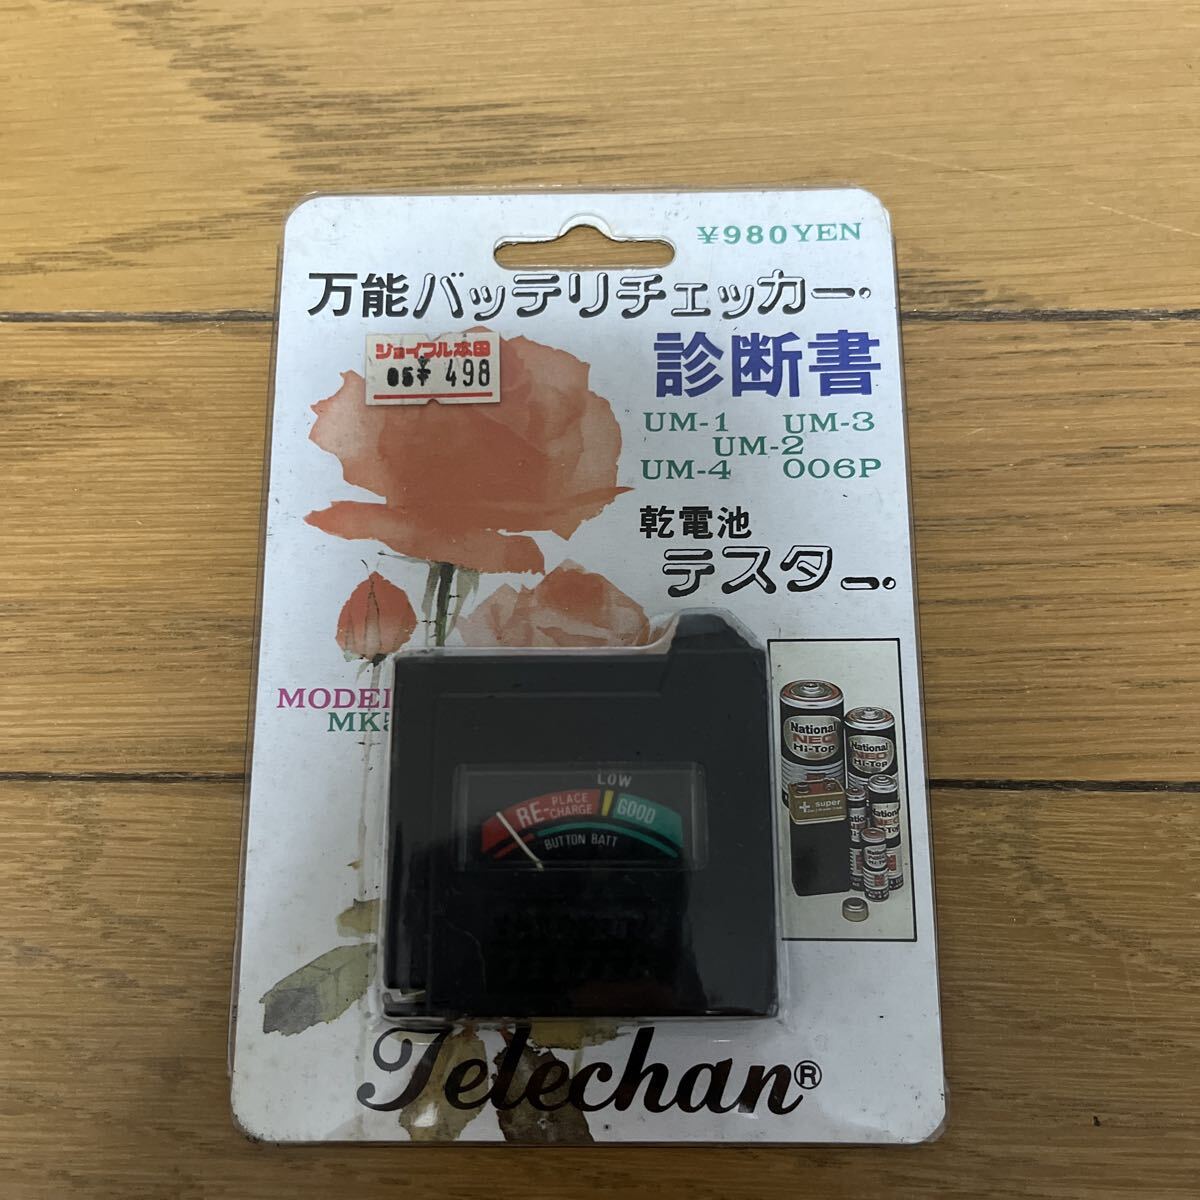 ¥980YEN
万能バッテリチェッカー
ジョイフル本田
¥ 498
診断書
UM-1 UM-3
UM-2
UM-4 006P
乾電池
テスター
MODEL
National
NEO
Hi-Top
National
NEO
Hi-Top
super
LOW
RE- PLACE CHARGE GOOD
BUTTON BATT
Telechan®